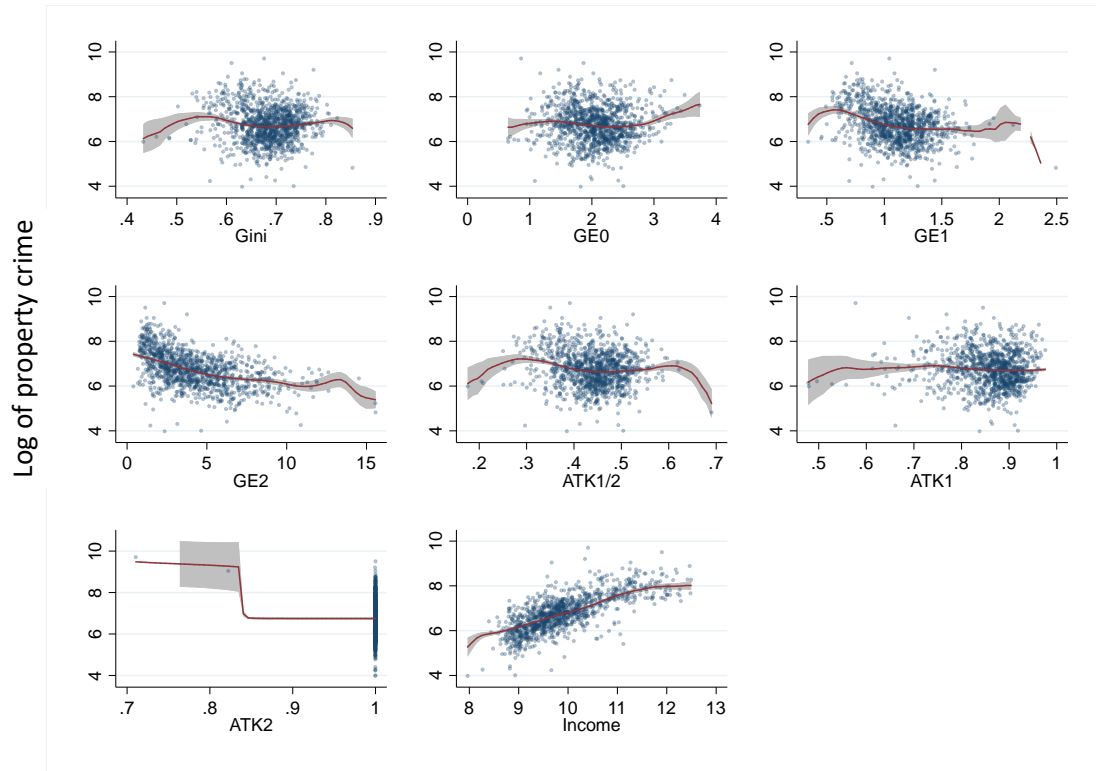 Log of property crime
10
8
6
4
.4 .5 .6 .7 .8 .9
Gini
10
8
6
4
0 1 2 3 4
GE0
10
8
6
4
.5 1 1.5 2 2.5
GE1
10
8
6
4
0 5 10 15
GE2
10
8
6
4
.2 .3 .4 .5 .6 .7
ATK1/2
10
8
6
4
.5 .6 .7 .8 .9 1
ATK1
10
8
6
4
.7 .8 .9 1
ATK2
10
8
6
4
8 9 10 11 12 13
Income